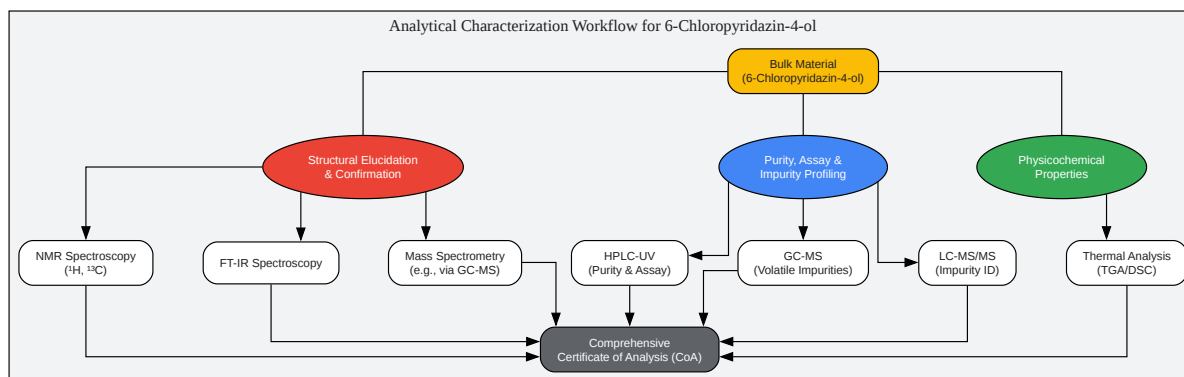 Analytical Characterization Workflow for 6-Chloropyridazin-4-ol
Bulk Material
(6-Chloropyridazin-4-ol)
Structural Elucidation
& Confirmation
Purity, Assay &
Impurity Profiling
Physicochemical
Properties
NMR Spectroscopy
(¹H, ¹³C)
FT-IR Spectroscopy
Mass Spectrometry
(e.g., via GC-MS)
HPLC-UV
(Purity & Assay)
GC-MS
(Volatile Impurities)
LC-MS/MS
(Impurity ID)
Thermal Analysis
(TGA/DSC)
Comprehensive
Certificate of Analysis (CoA)